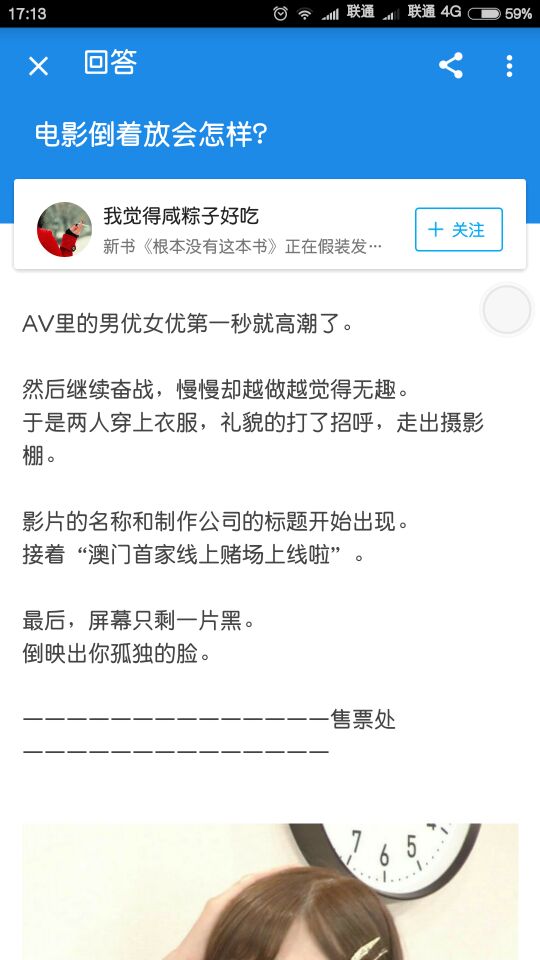 17:13
联通
联通 4G
59%
回答
电影倒着放会怎样?
我觉得咸粽子好吃
新书《根本没有这本书》正在假装发…
+ 关注
AV里的男优女优第一秒就高潮了。
然后继续奋战，慢慢却越做越觉得无趣。
于是两人穿上衣服，礼貌的打了招呼，走出摄影
棚。
影片的名称和制作公司的标题开始出现。
接着“澳门首家线上赌场上线啦”。
最后，屏幕只剩一片黑。
倒映出你孤独的脸。
——————————————售票处
——————————————
7 6 5 4